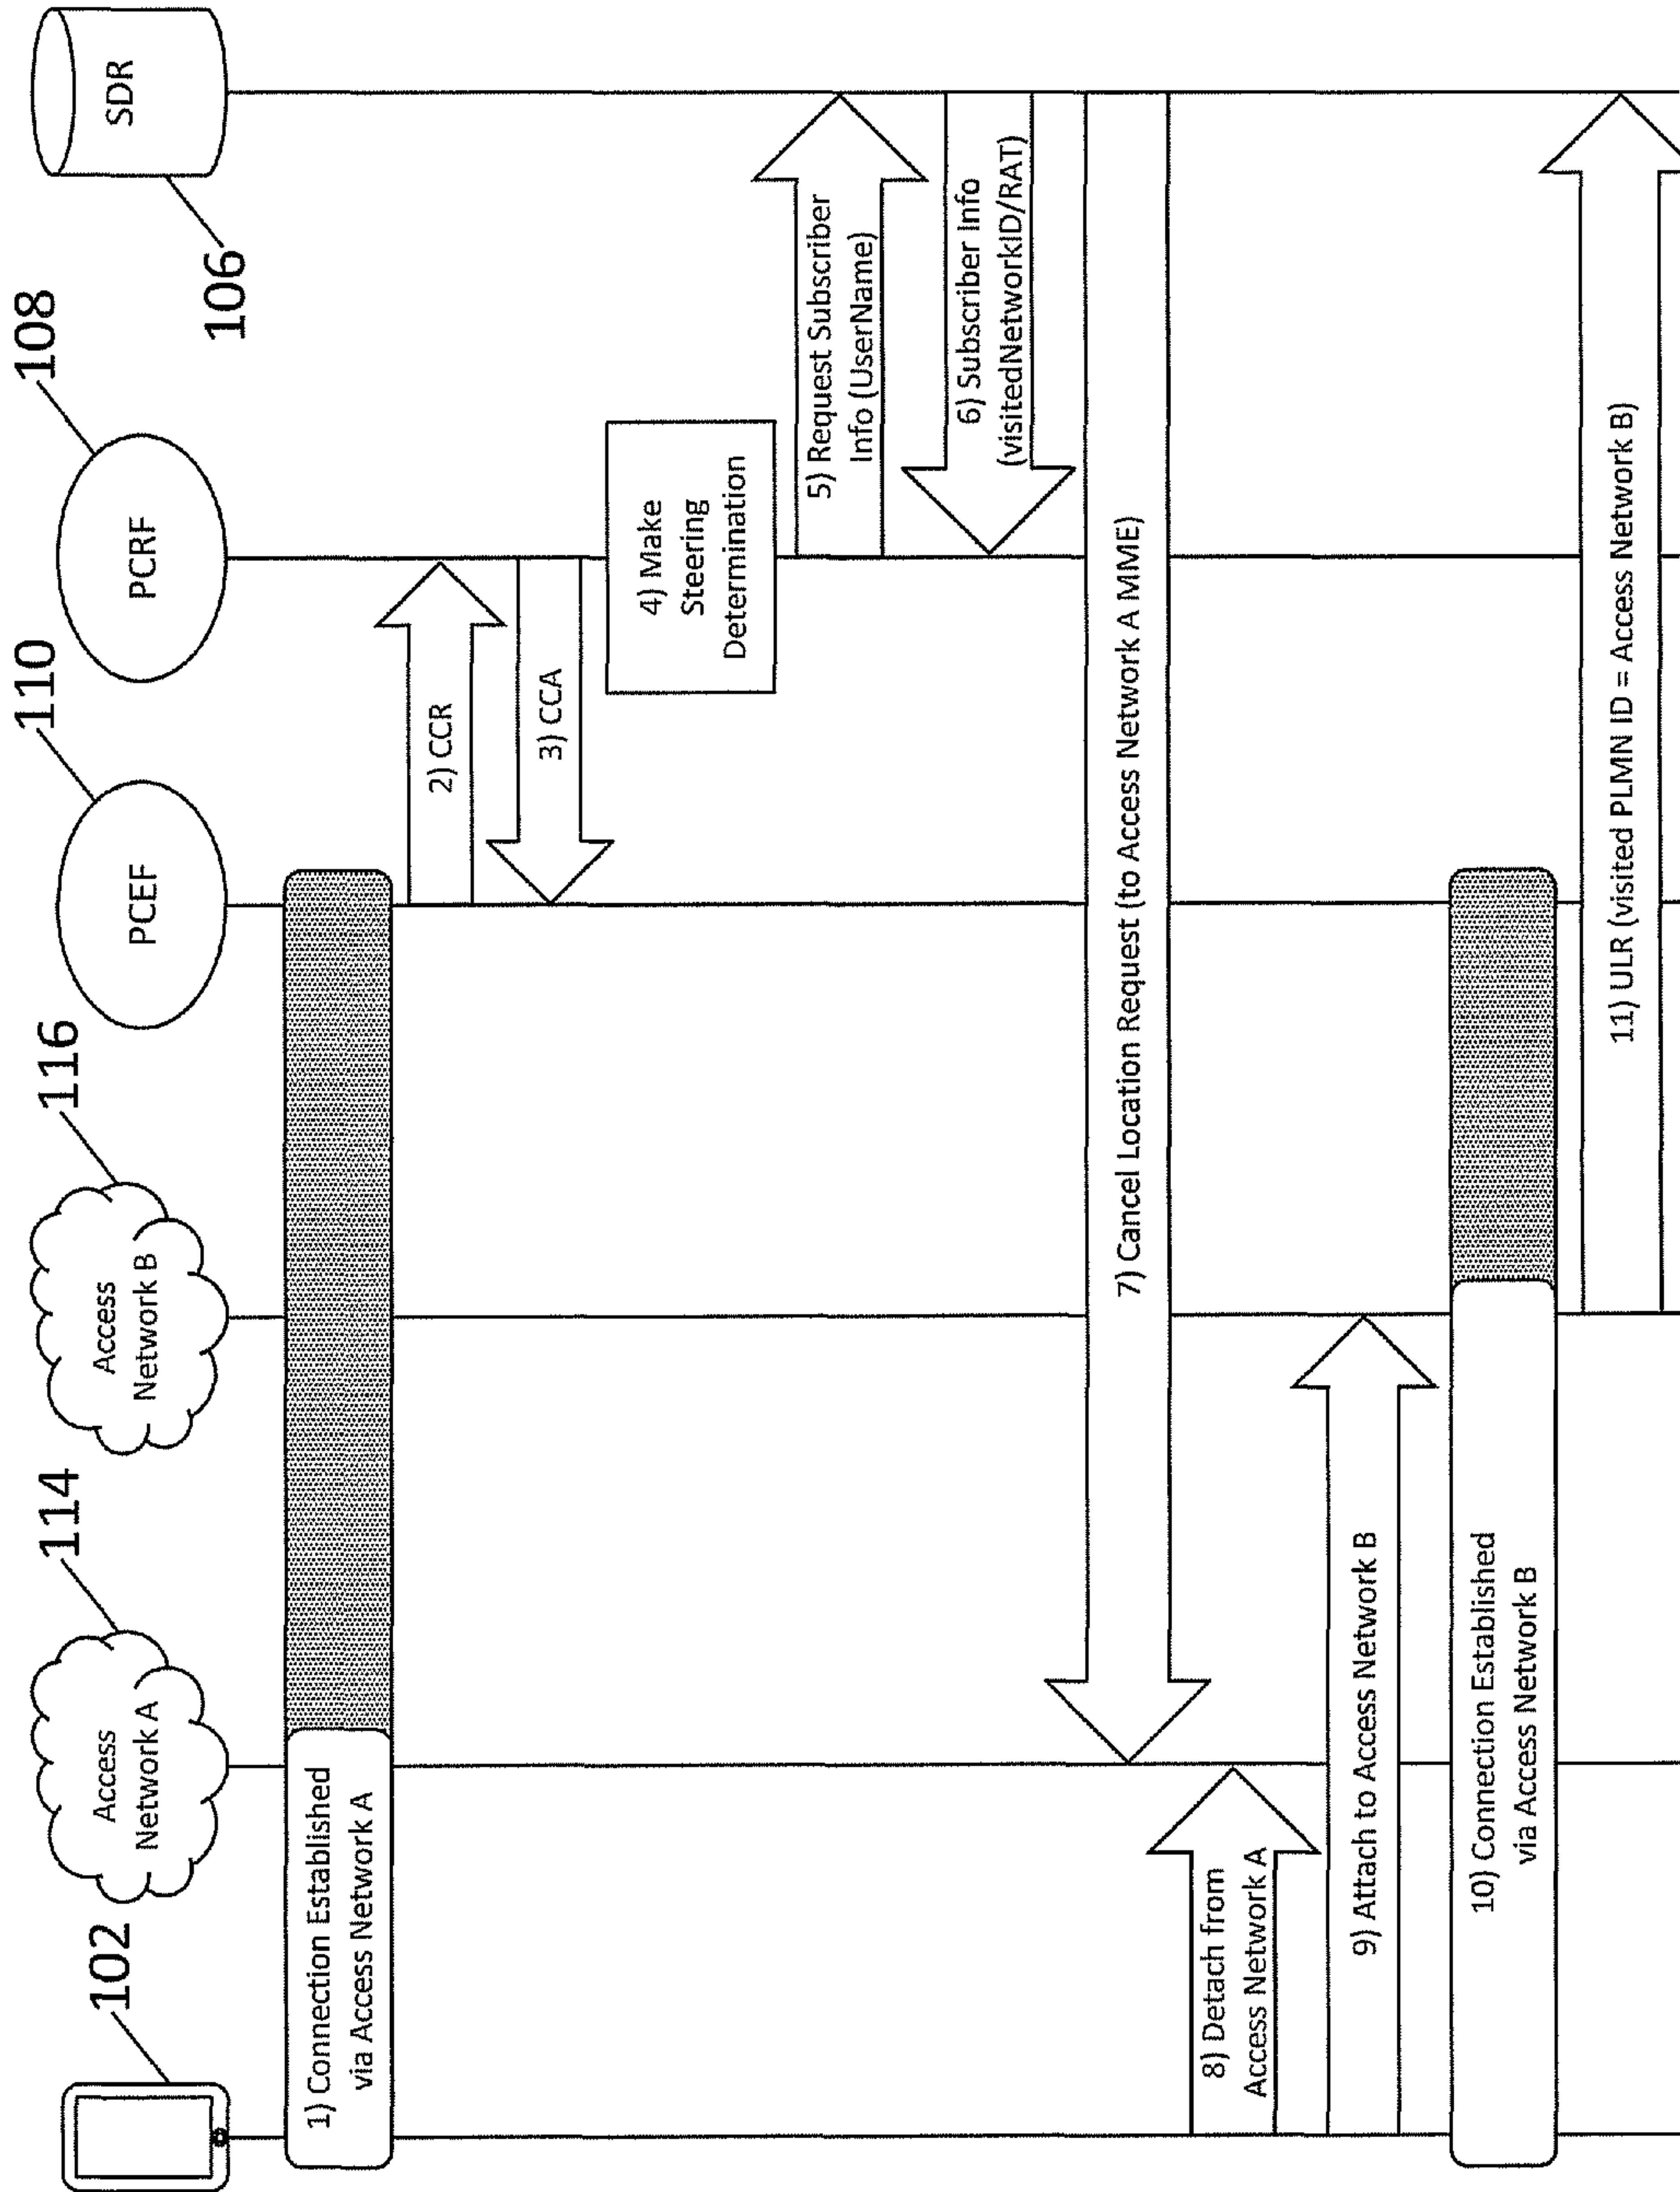 102
114
Access
Network A
116
Access
Network B
110
PCEF
108
PCRF
106
SDR
1) Connection Established
via Access Network A
2) CCR
3) CCA
4) Make
Steering
Determination
5) Request Subscriber
Info (UserName)
6) Subscriber Info
(visitedNetworkID/RAT)
7) Cancel Location Request (to Access Network A MME)
8) Detach from
Access Network A
9) Attach to Access Network B
10) Connection Established
via Access Network B
11) ULR (visited PLMN ID = Access Network B)